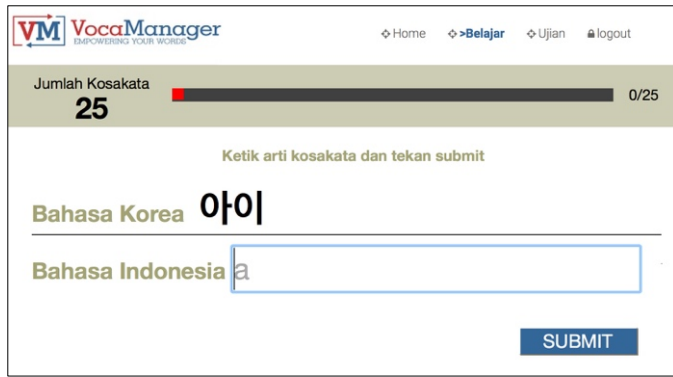 VM VocaManager
EMPOWERING YOUR WORDS
Home >Belajar Ujian logout
Jumlah Kosakata
25
0/25
Ketik arti kosakata dan tekan submit
Bahasa Korea 아이
Bahasa Indonesia a
SUBMIT